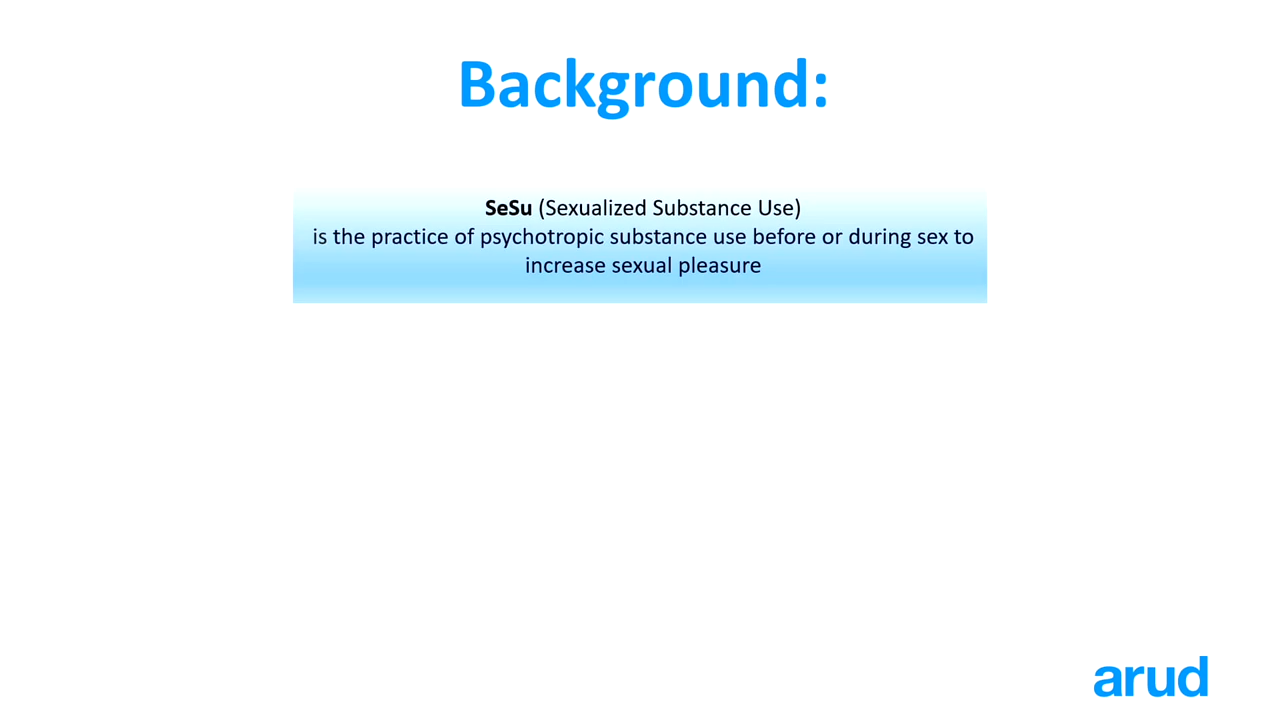 Background:
SeSu (Sexualized Substance Use)
is the practice of psychotropic substance use before or during sex to
increase sexual pleasure
arud